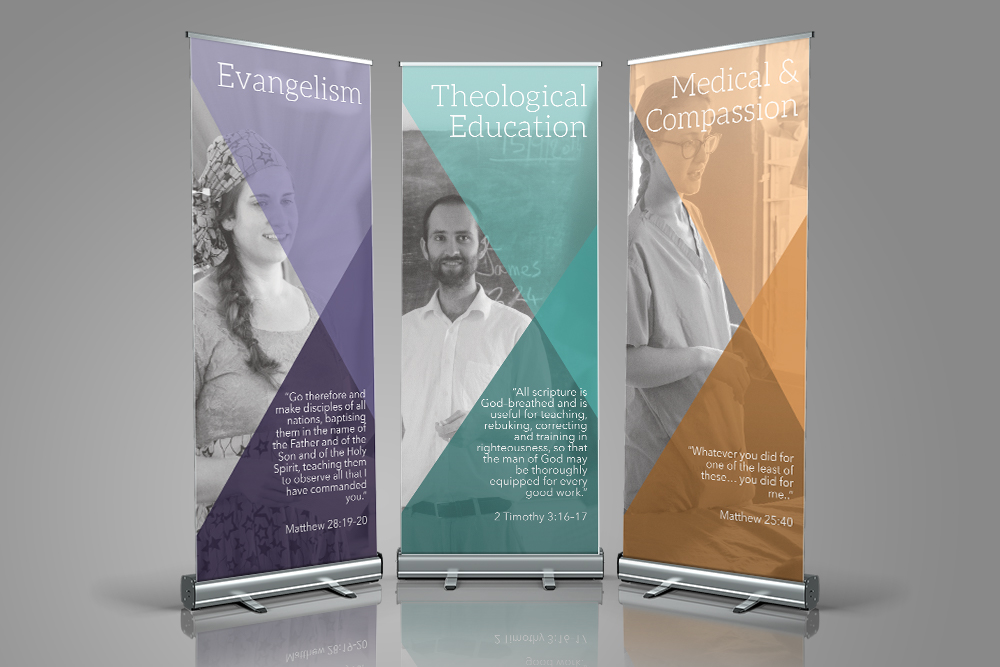 Evangelism
"Go therefore and
make disciples of all
nations, baptising
them in the name of
the Father and of the
Son and of the Holy
Spirit, teaching them
to observe all that I
have commanded
you."
Matthew 28:19-20
Theological
Education
James
2:24
"All scripture is
God-breathed and is
useful for teaching,
rebuking, correcting
and training in
righteousness, so that
the man of God may
be thoroughly
equipped for every
good work."
2 Timothy 3:16-17
Medical &
Compassion
"Whatever you did for
one of the least of
these... you did for
me.."
Matthew 25:40